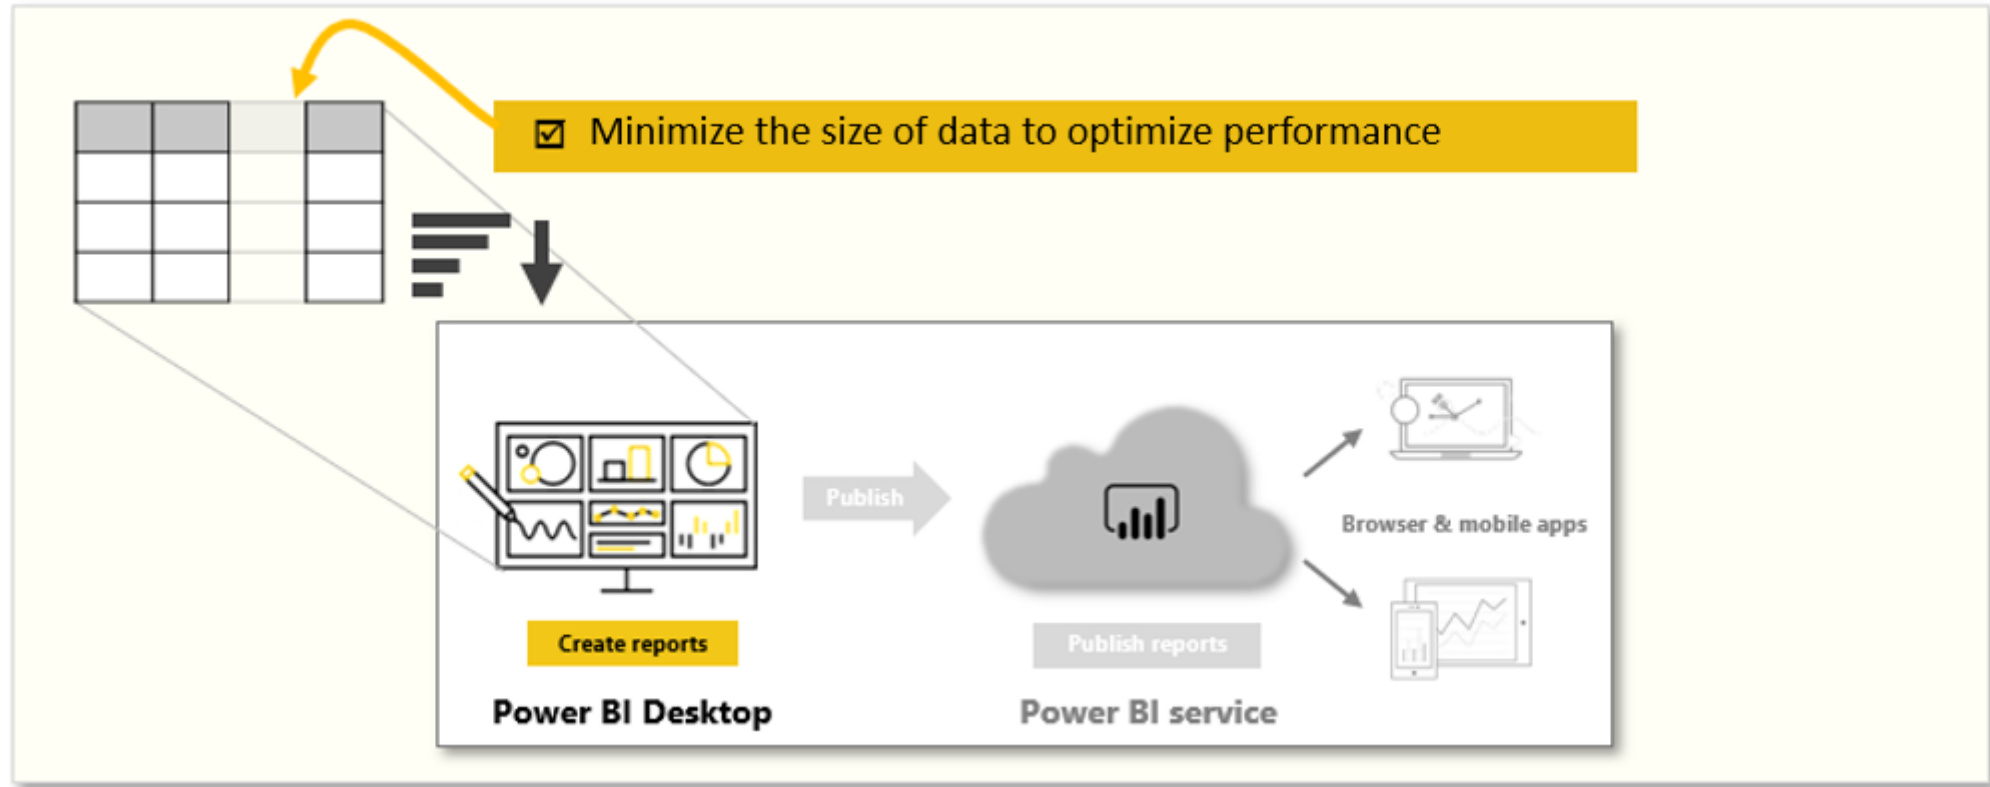 Minimize the size of data to optimize performance
Publish
Browser & mobile apps
Create reports
Publish reports
Power BI Desktop
Power BI service